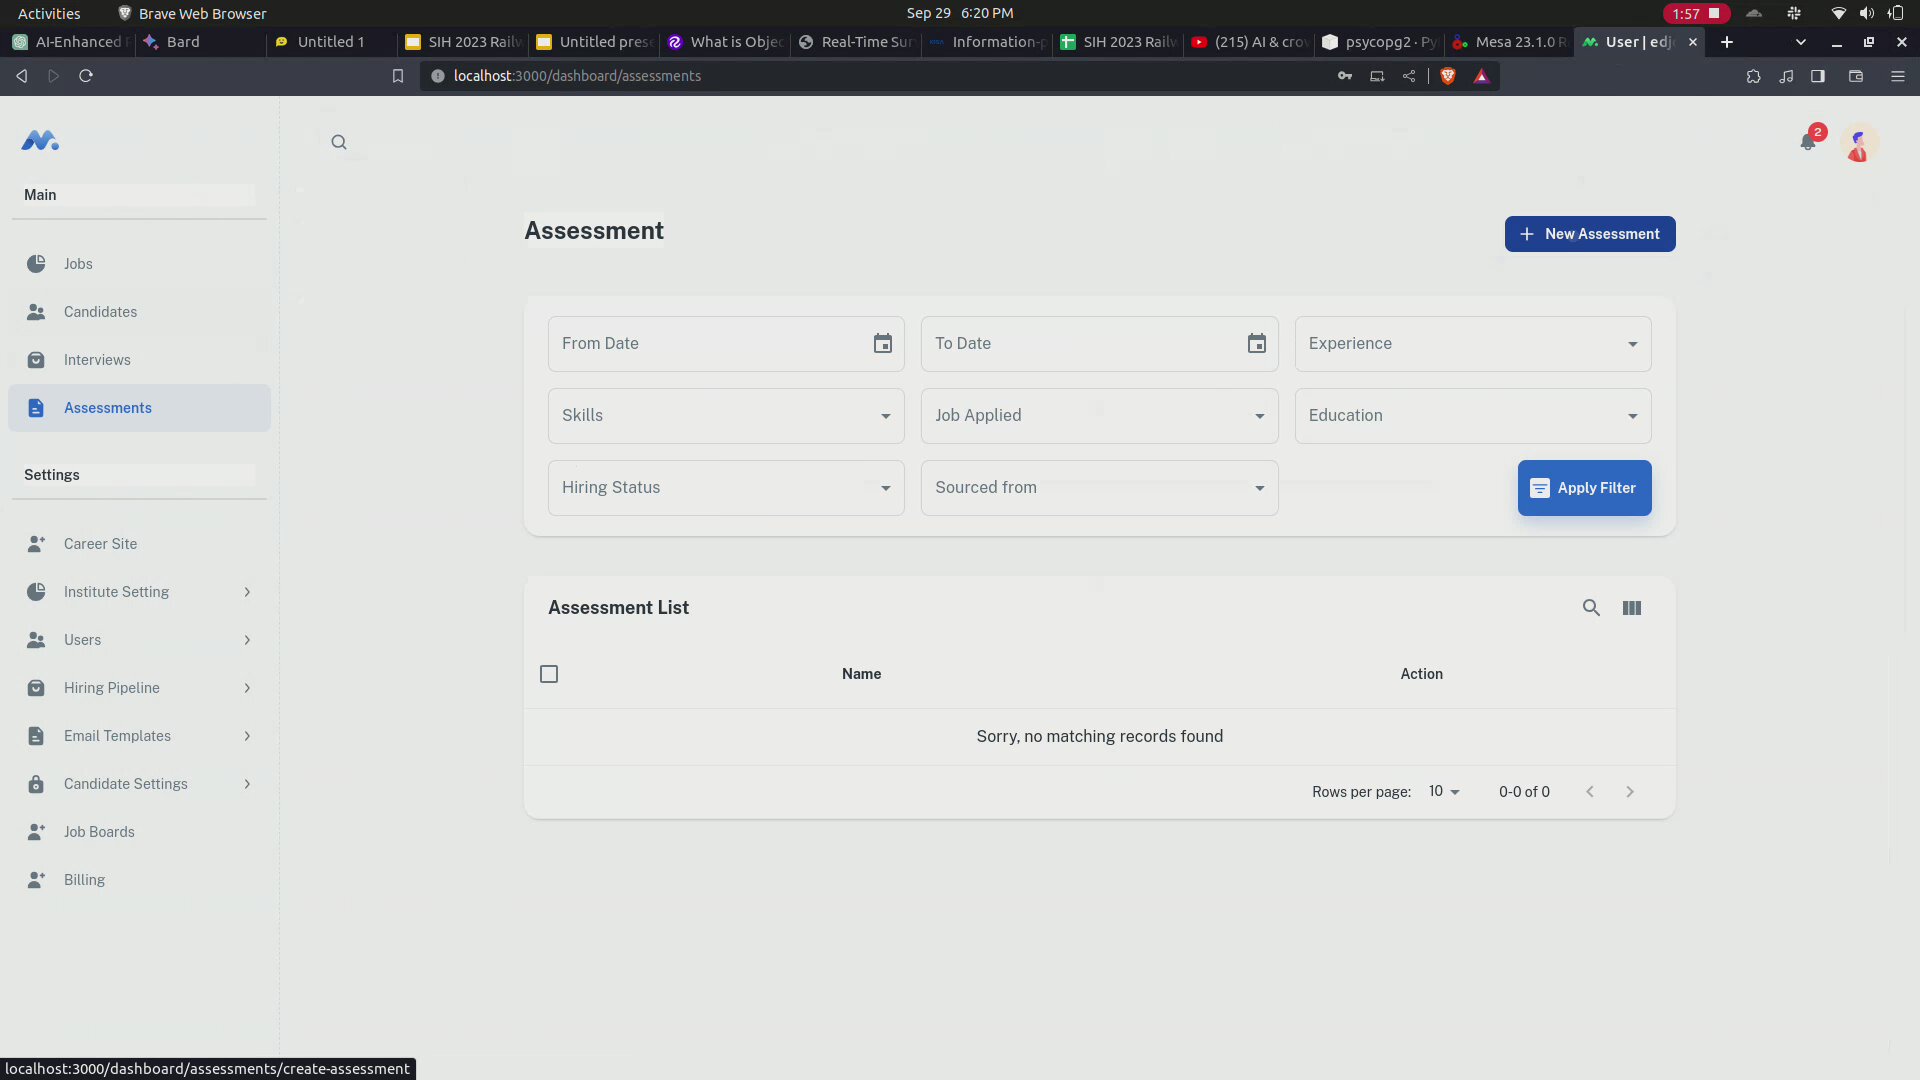 Activities
Brave Web Browser
Sep 29 6:20 PM
1:57
AI-Enhanced
Bard
Untitled 1
SIH 2023 Railw
Untitled prese
What is Objec
Real-Time Sur
Information-p
SIH 2023 Railw
(215) AI & crow
psycopg2 · Py
Mesa 23.1.0 R
User | edj
localhost:3000/dashboard/assessments
2
Main
Jobs
Candidates
Interviews
Assessments
Settings
Career Site
Institute Setting
Users
Hiring Pipeline
Email Templates
Candidate Settings
Job Boards
Billing
Assessment
New Assessment
From Date
To Date
Experience
Skills
Job Applied
Education
Hiring Status
Sourced from
Apply Filter
Assessment List
Name
Action
Sorry, no matching records found
Rows per page: 10
0-0 of 0
localhost:3000/dashboard/assessments/create-assessment